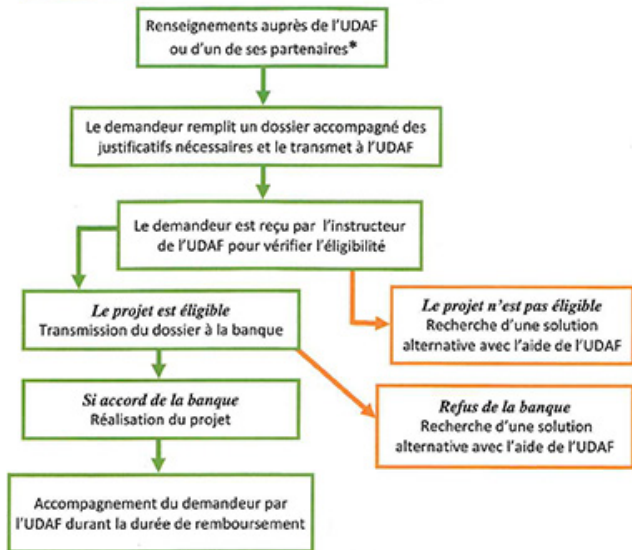 Renseignements auprès de l'UDAF
ou d'un de ses partenaires*
Le demandeur remplit un dossier accompagné des
justificatifs nécessaires et le transmet à l'UDAF
Le demandeur est reçu par l'instructeur
de l'UDAF pour vérifier l'éligibilité
Le projet est éligible
Transmission du dossier à la banque
Le projet n'est pas éligible
Recherche d'une solution
alternative avec l'aide de l'UDAF
Si accord de la banque
Réalisation du projet
Refus de la banque
Recherche d'une solution
alternative avec l'aide de l'UDAF
Accompagnement du demandeur par
l'UDAF durant la durée de remboursement